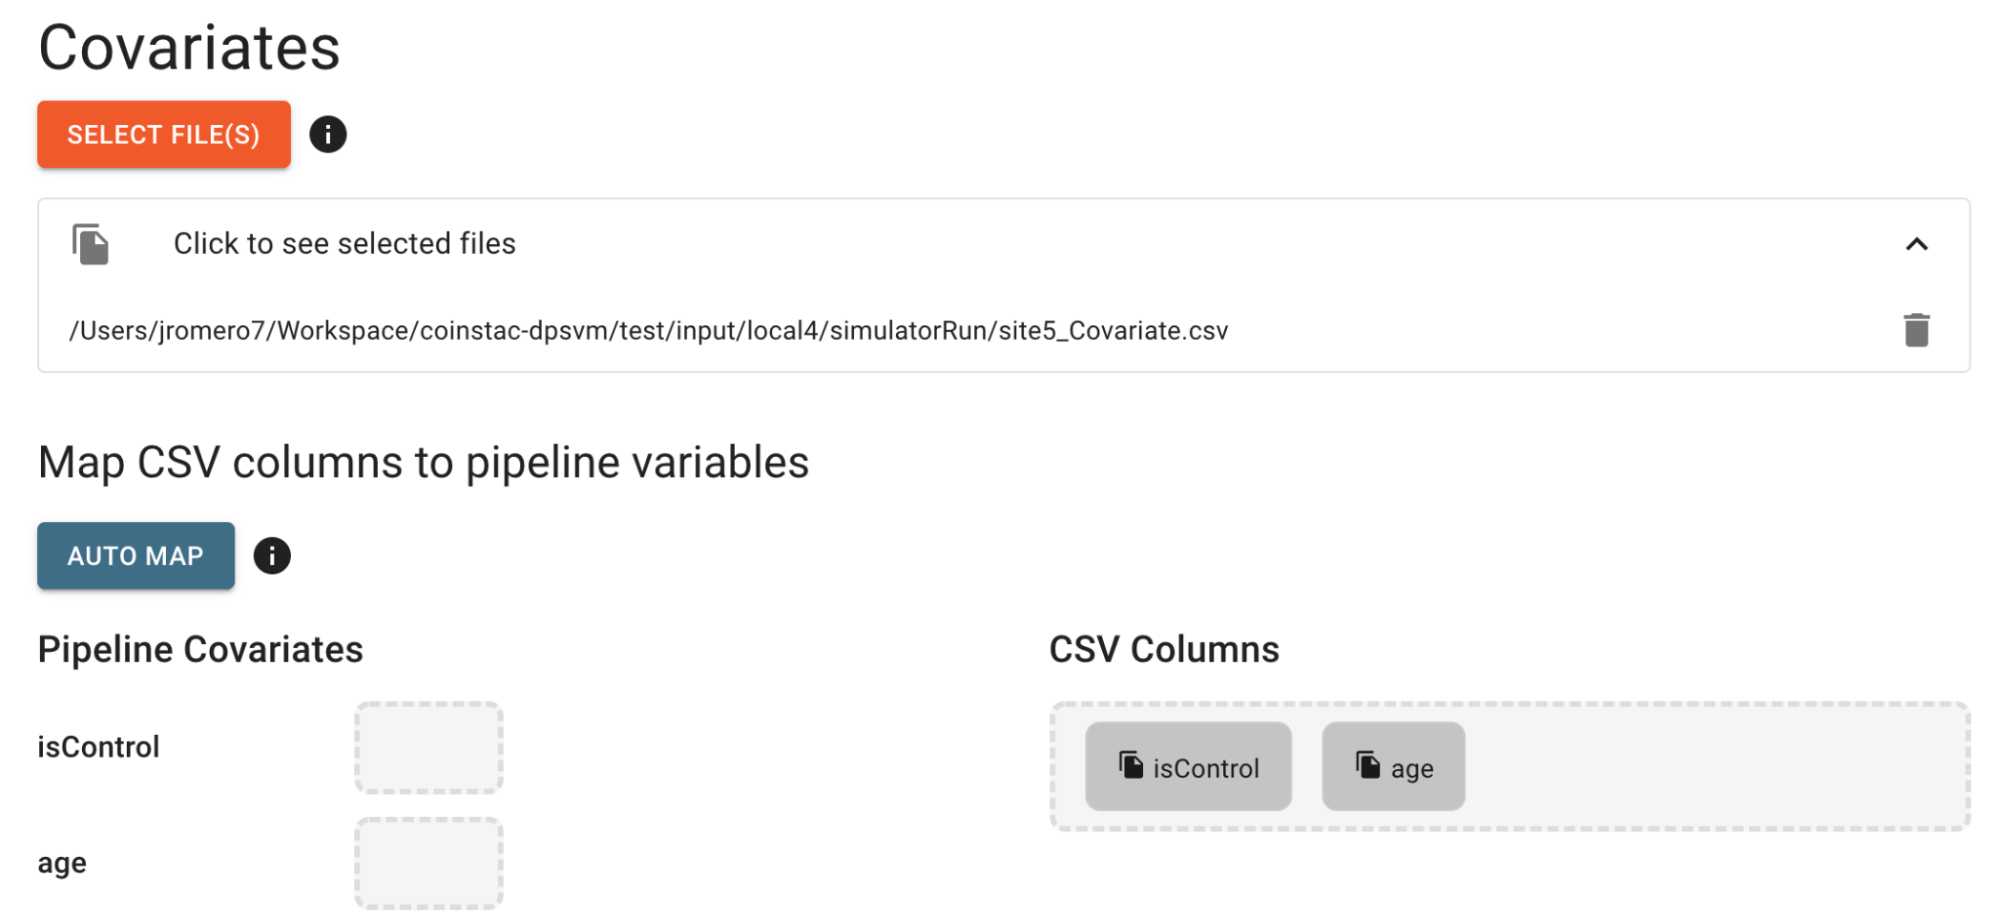 Covariates
SELECT FILE(S)
Click to see selected files
/Users/jromero7/Workspace/coinstac-dpsvm/test/input/local4/simulatorRun/site5_Covariate.csv
Map CSV columns to pipeline variables
AUTO MAP
Pipeline Covariates
CSV Columns
isControl
isControl
age
age